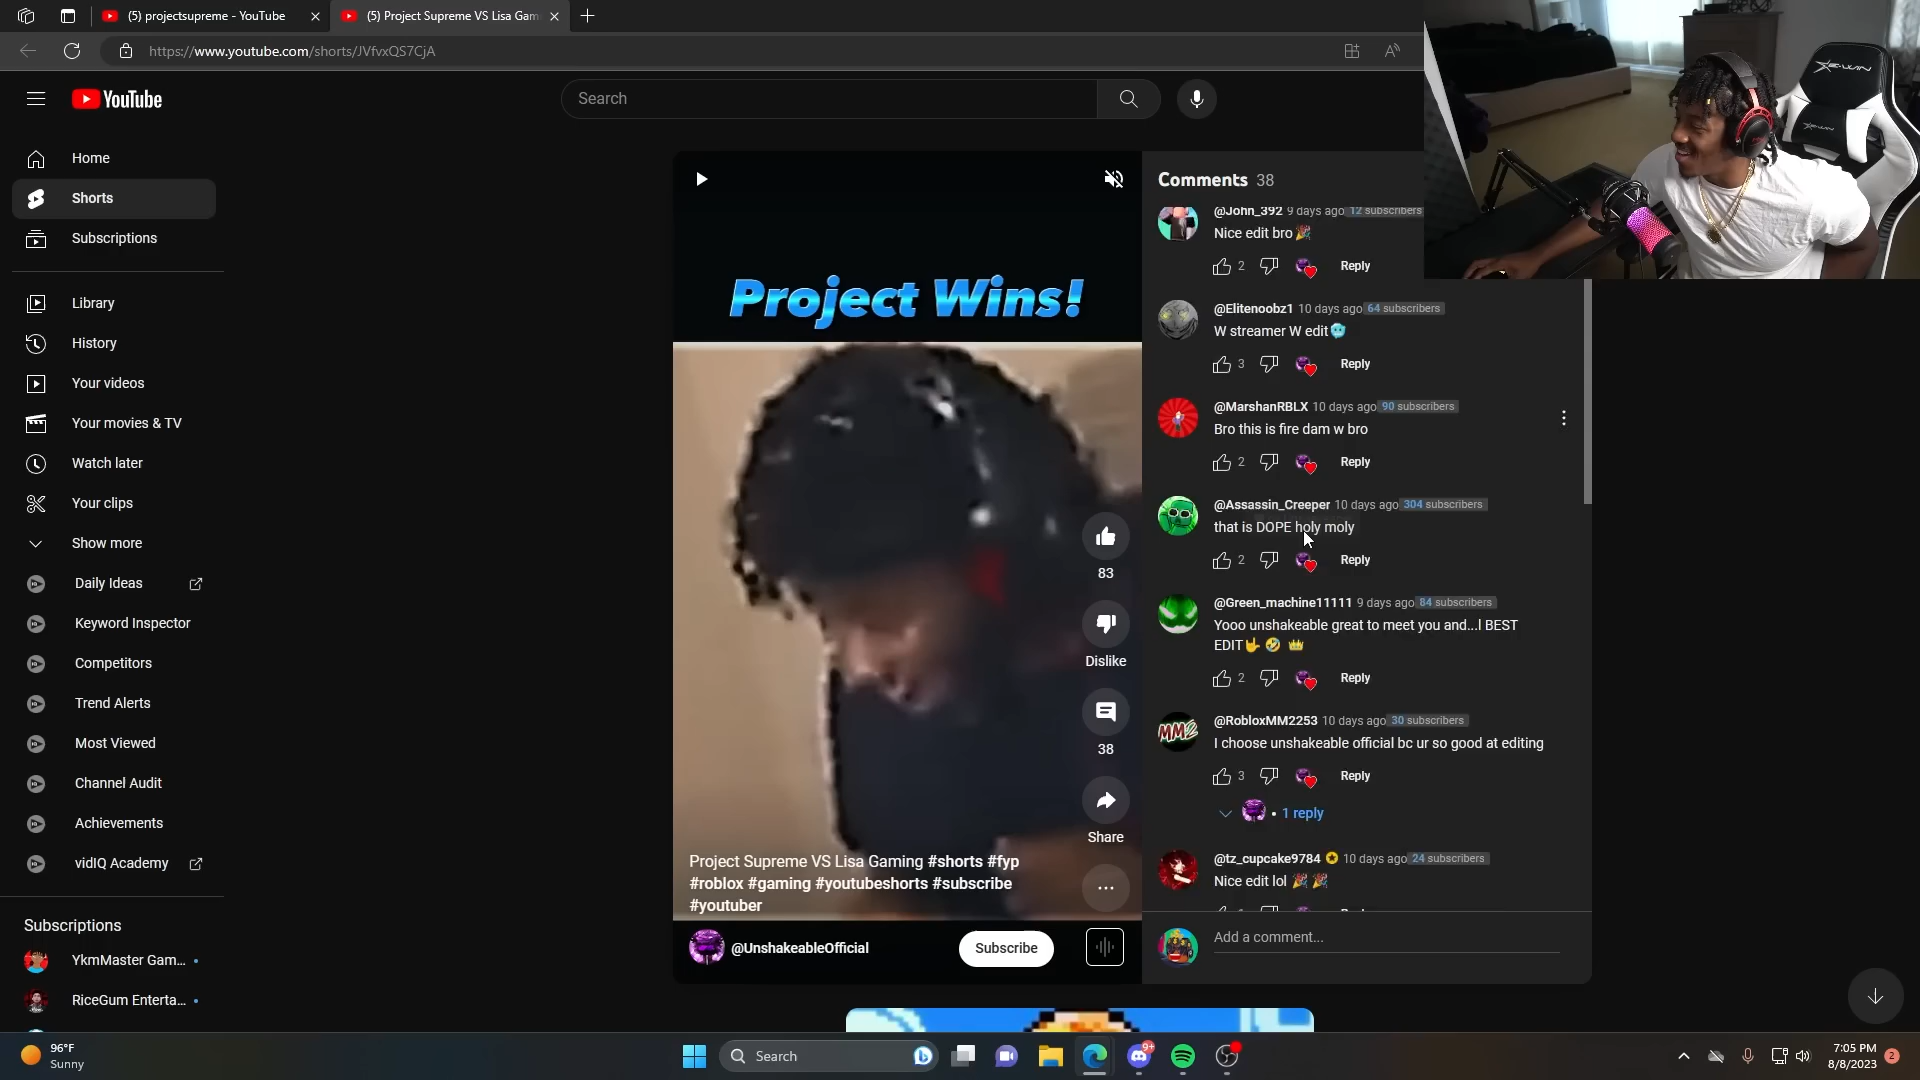 (5) projectsupreme - YouTube
(5) Project Supreme VS Lisa Gam
https://www.youtube.com/shorts/JVfvxQS7CjA
YouTube
Search
Home
Shorts
Subscriptions
Library
History
Your videos
Your movies & TV
Watch later
Your clips
Show more
Daily Ideas
Keyword Inspector
Competitors
Trend Alerts
Most Viewed
Channel Audit
Achievements
vidIQ Academy
Subscriptions
YkmMaster Gam...
RiceGum Enterta...
Project Wins!
83
Dislike
38
Share
Project Supreme VS Lisa Gaming #shorts #fyp
#roblox #gaming #youtubeshorts #subscribe
#youtuber
@UnshakeableOfficial
Subscribe
Comments 38
@John_392 9 days ago 12 subscribers
Nice edit bro🎉
2 Reply
@Elitenoobz1 10 days ago 64 subscribers
W streamer W edit🥶
3 Reply
@MarshanRBLX 10 days ago 90 subscribers
Bro this is fire dam w bro
2 Reply
@Assassin_Creeper 10 days ago 304 subscribers
that is DOPE holy moly
2 Reply
@Green_machine11111 9 days ago 84 subscribers
Yooo unshakeable great to meet you and...l BEST
EDIT🤟 🤣 👑
2 Reply
@RobloxMM2253 10 days ago 30 subscribers
I choose unshakeable official bc ur so good at editing
3 Reply
1 reply
MM2
@tz_cupcake9784 10 days ago 24 subscribers
Nice edit lol 🎉 🎉
Add a comment...
E-WIN
96°F
Sunny
Search
9+
7:05 PM
8/8/2023
2